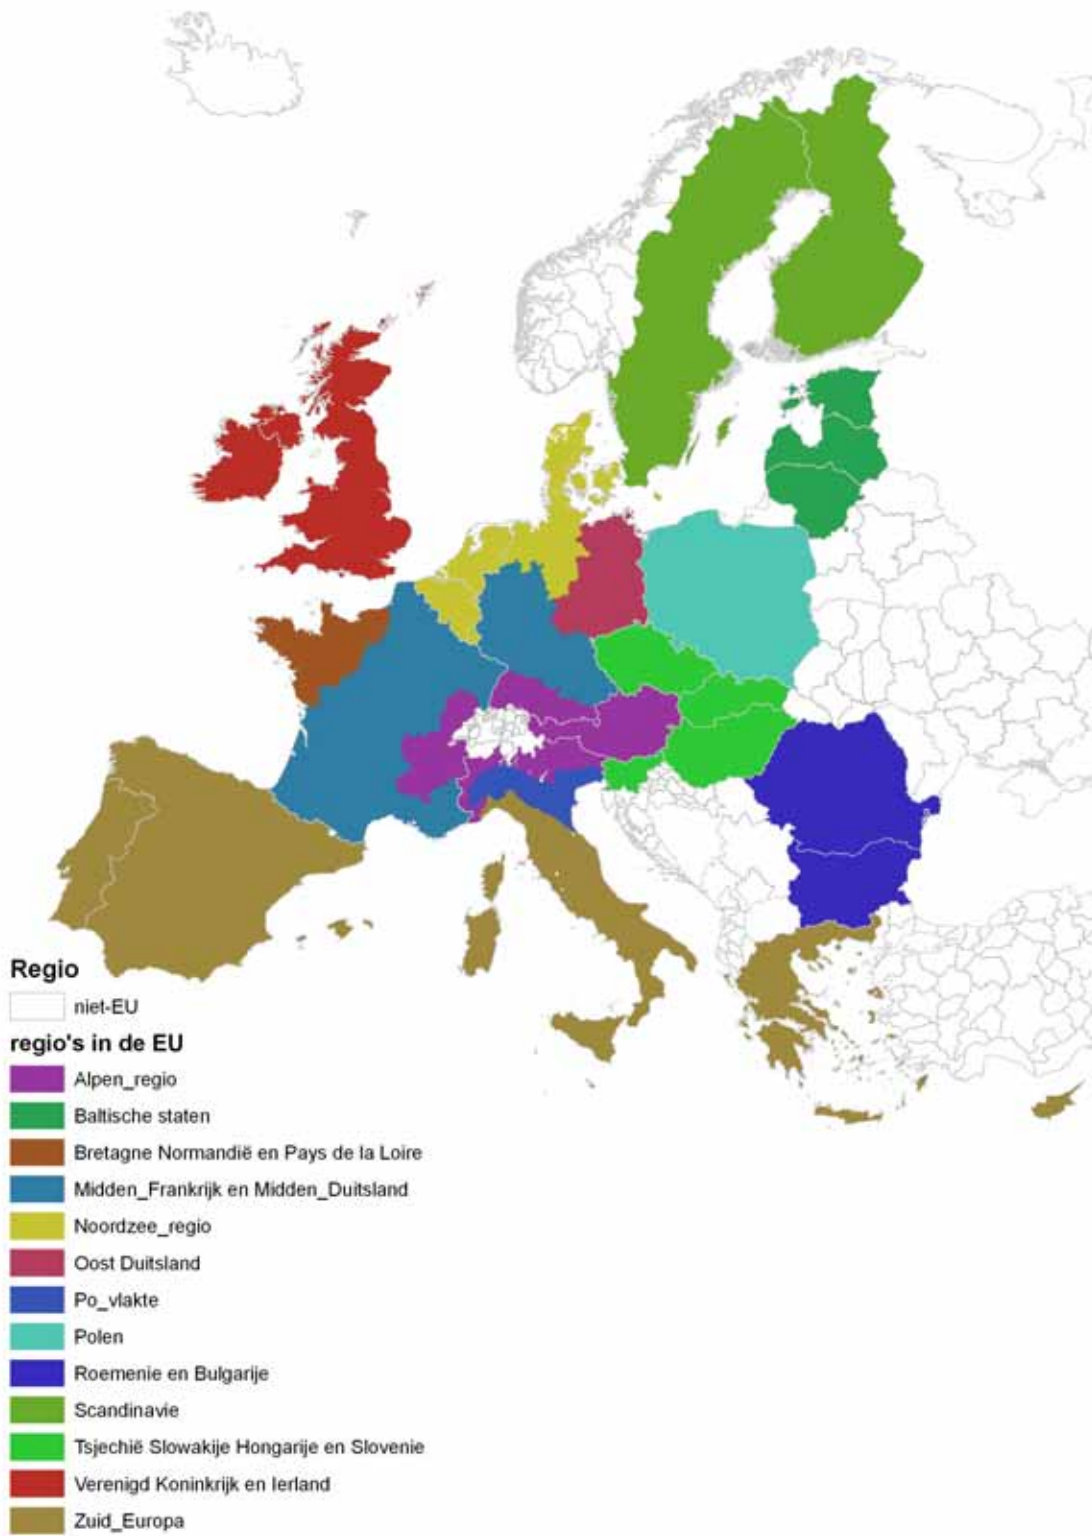 Regio
niet-EU
regio's in de EU
Alpen_regio
Baltische staten
Bretagne Normandië en Pays de la Loire
Midden_Frankrijk en Midden_Duitsland
Noordzee_regio
Oost Duitsland
Po_vlakte
Polen
Roemenie en Bulgarije
Scandinavie
Tsjechië Slowakije Hongarije en Slovenie
Verenigd Koninkrijk en Ierland
Zuid_Europa